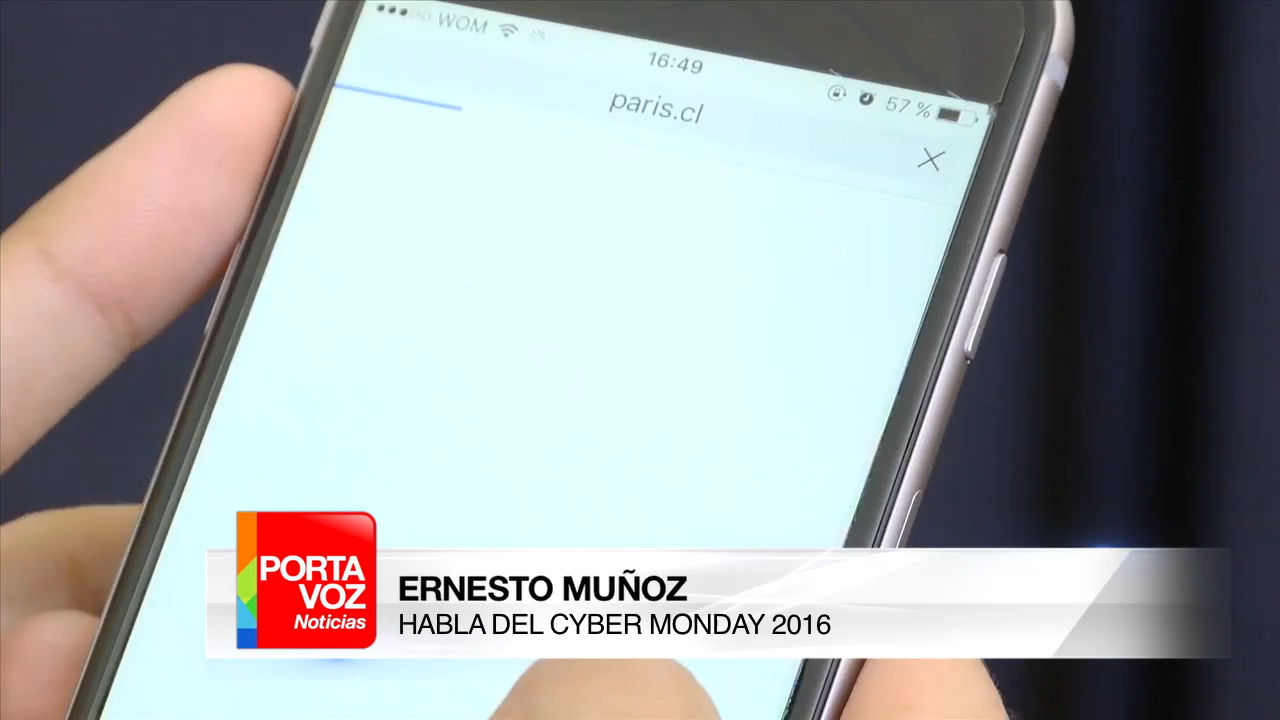 WOM
16:49
57 %
paris.cl
PORTA
VOZ
Noticias
ERNESTO MUÑOZ
HABLA DEL CYBER MONDAY 2016